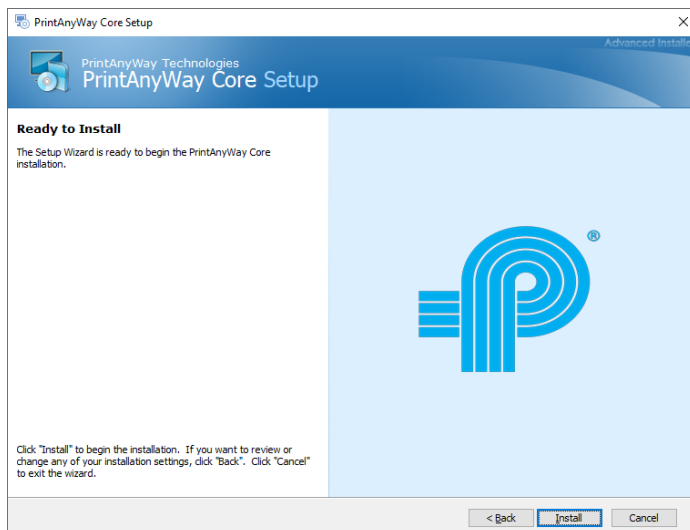 PrintAnyWay Core Setup
Advanced Installe
PrintAnyWay Technologies
PrintAnyWay Core Setup
Ready to Install
The Setup Wizard is ready to begin the PrintAnyWay Core
installation.
®
Click "Install" to begin the installation. If you want to review or
change any of your installation settings, click "Back". Click "Cancel"
to exit the wizard.
< Back
Install
Cancel